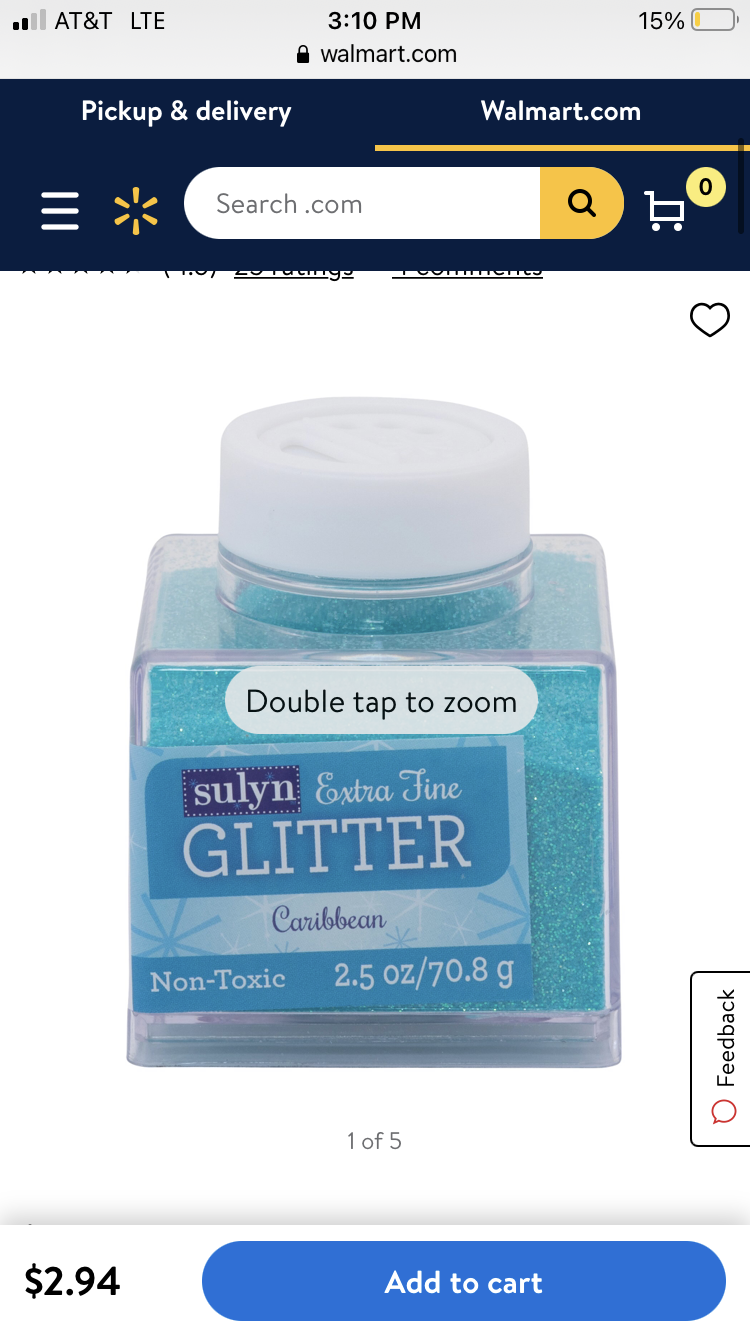 AT&T LTE 3:10 PM 15%
walmart.com
Pickup & delivery Walmart.com
Search .com 0
ratings comments
Double tap to zoom
sulyn Extra Fine
GLITTER
Caribbean
Non-Toxic 2.5 oz/70.8 g
Feedback
1 of 5
$2.94 Add to cart